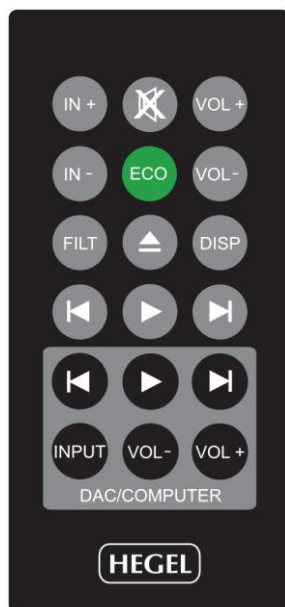 IN + VOL +
IN - ECO VOL-
FILT DISP
INPUT VOL- VOL +
DAC/COMPUTER
HEGEL